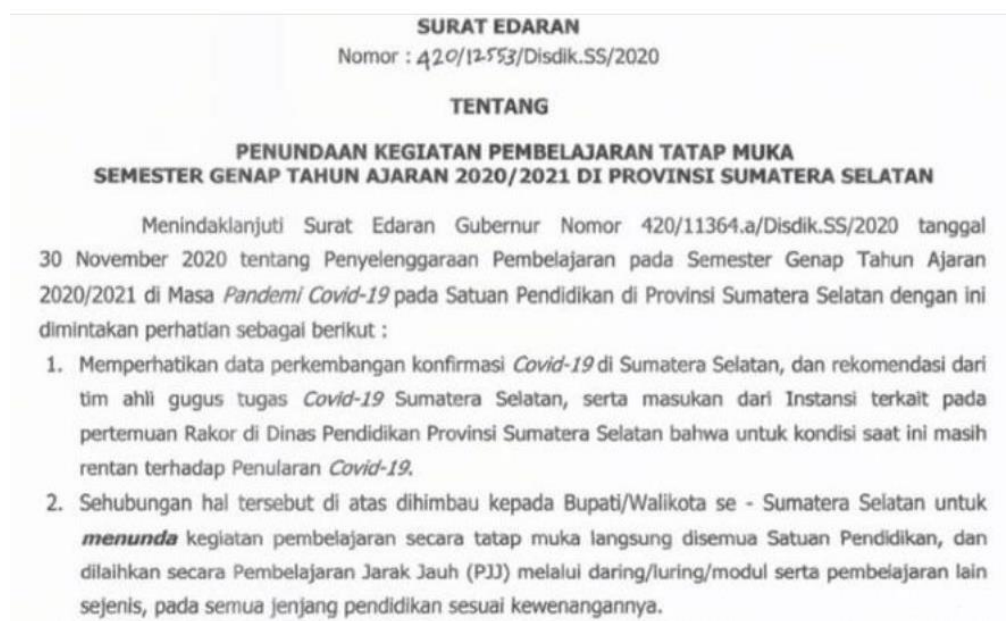 SURAT EDARAN
Nomor : 420/12553/Disdik.SS/2020
TENTANG
PENUNDAAN KEGIATAN PEMBELAJARAN TATAP MUKA
SEMESTER GENAP TAHUN AJARAN 2020/2021 DI PROVINSI SUMATERA SELATAN
Menindaklanjuti Surat Edaran Gubernur Nomor 420/11364.a/Disdik.SS/2020 tanggal
30 November 2020 tentang Penyelenggaraan Pembelajaran pada Semester Genap Tahun Ajaran
2020/2021 di Masa Pandemi Covid-19 pada Satuan Pendidikan di Provinsi Sumatera Selatan dengan ini
dimintakan perhatian sebagai berikut :
1. Memperhatikan data perkembangan konfirmasi Covid-19 di Sumatera Selatan, dan rekomendasi dari
tim ahli gugus tugas Covid-19 Sumatera Selatan, serta masukan dari Instansi terkait pada
pertemuan Rakor di Dinas Pendidikan Provinsi Sumatera Selatan bahwa untuk kondisi saat ini masih
rentan terhadap Penularan Covid-19.
2. Sehubungan hal tersebut di atas dihimbau kepada Bupati/Walikota se - Sumatera Selatan untuk
menunda kegiatan pembelajaran secara tatap muka langsung disemua Satuan Pendidikan, dan
dilaihkan secara Pembelajaran Jarak Jauh (PJJ) melalui daring/luring/modul serta pembelajaran lain
sejenis, pada semua jenjang pendidikan sesuai kewenangannya.